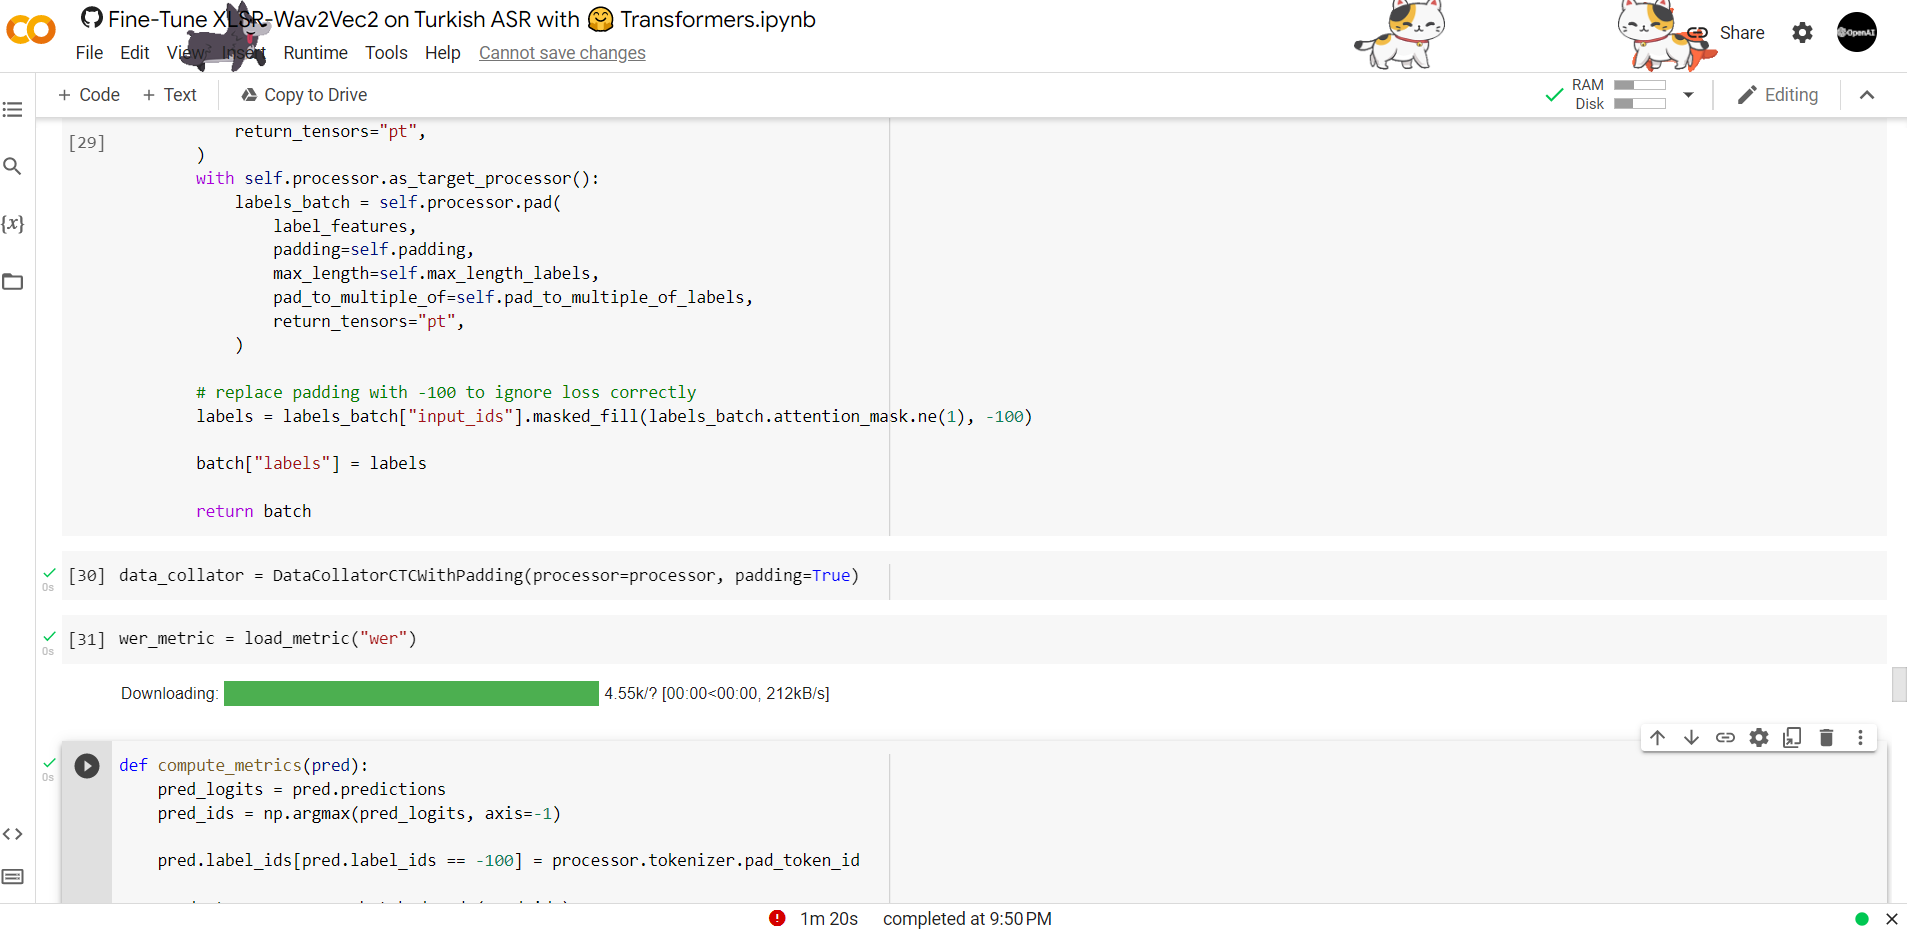 Fine-Tune XLSR-Wav2Vec2 on Turkish ASR with 🤗 Transformers.ipynb
File Edit View Insert Runtime Tools Help Cannot save changes
Share
OpenAI
+ Code + Text Copy to Drive
RAM
Disk
Editing
[29]
return_tensors="pt",
)
with self.processor.as_target_processor():
labels_batch = self.processor.pad(
label_features,
padding=self.padding,
max_length=self.max_length_labels,
pad_to_multiple_of=self.pad_to_multiple_of_labels,
return_tensors="pt",
)
# replace padding with -100 to ignore loss correctly
labels = labels_batch["input_ids"].masked_fill(labels_batch.attention_mask.ne(1), -100)
batch["labels"] = labels
return batch
0s
[30] data_collator = DataCollatorCTCWithPadding(processor=processor, padding=True)
0s
[31] wer_metric = load_metric("wer")
Downloading: 4.55k/? [00:00<00:00, 212kB/s]
0s
def compute_metrics(pred):
pred_logits = pred.predictions
pred_ids = np.argmax(pred_logits, axis=-1)
pred.label_ids[pred.label_ids == -100] = processor.tokenizer.pad_token_id
1m 20s completed at 9:50 PM